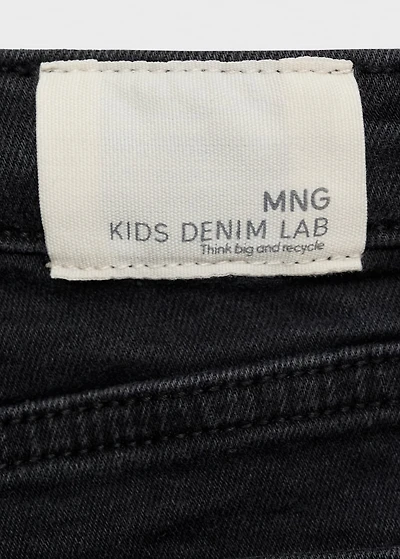 MNG
KIDS DENIM LAB
Think big and recycle